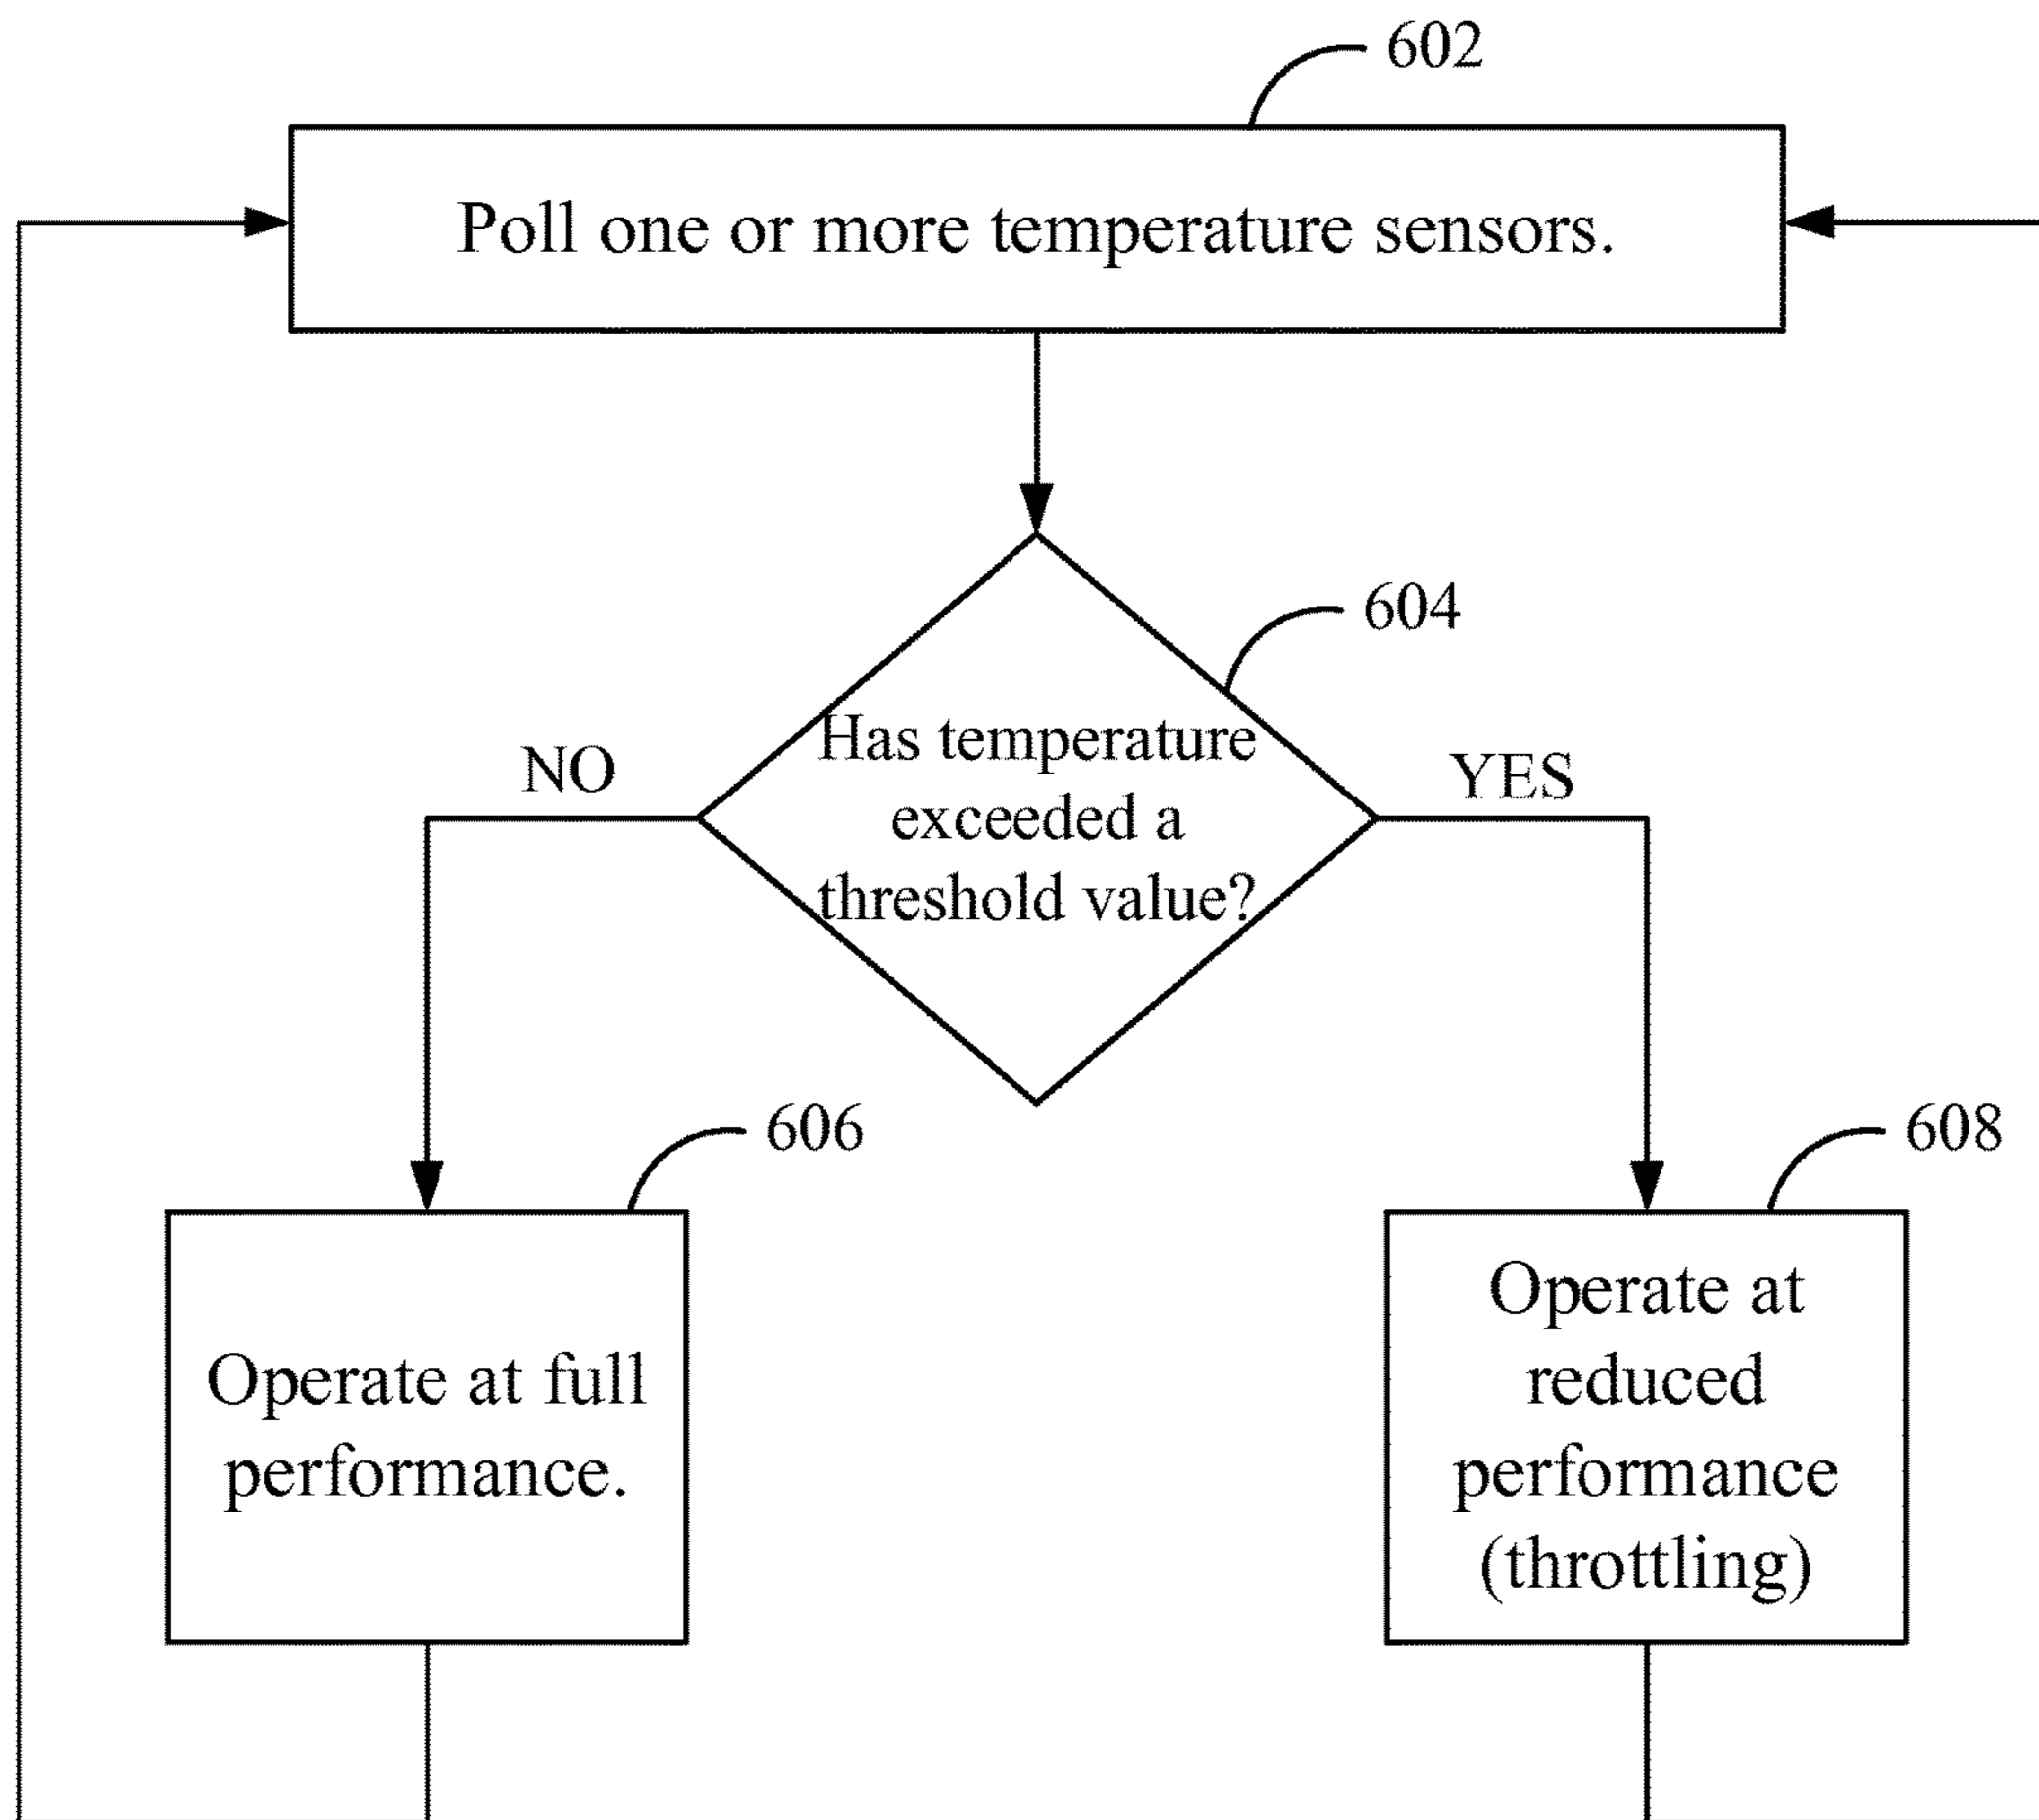 602
Poll one or more temperature sensors.
604
Has temperature
exceeded a
threshold value?
NO
YES
606
608
Operate at full
performance.
Operate at
reduced
performance
(throttling)